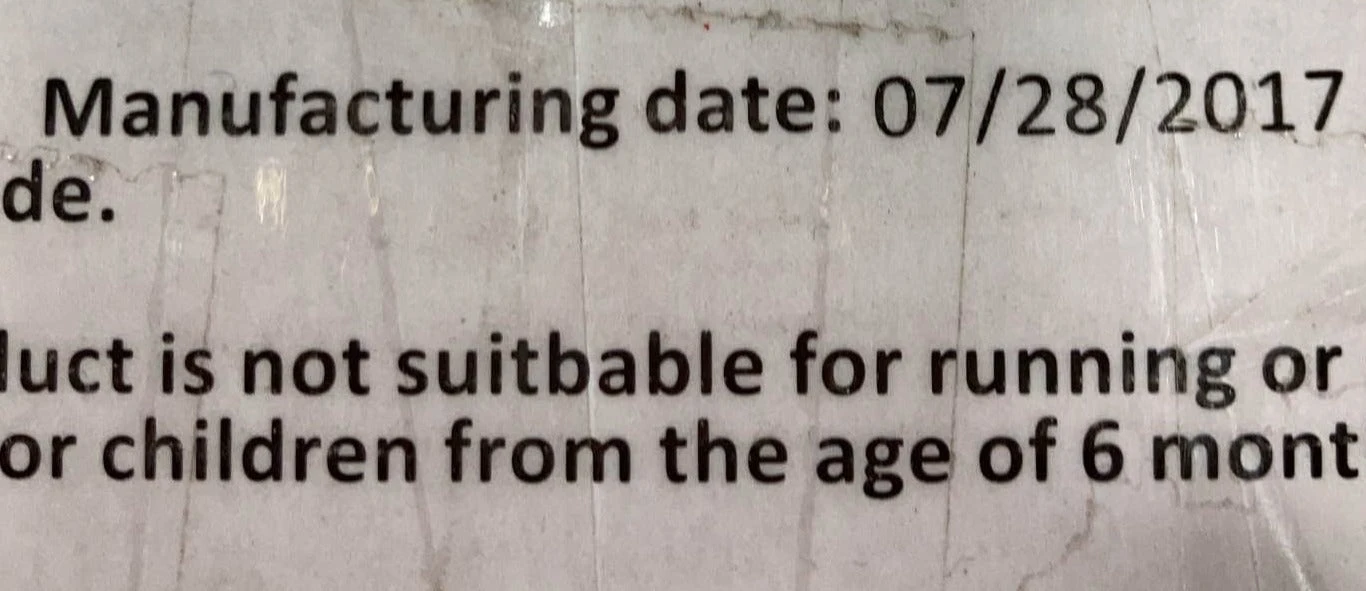 Manufacturing date: 07/28/2017
de.
duct is not suitbable for running or
or children from the age of 6 mont